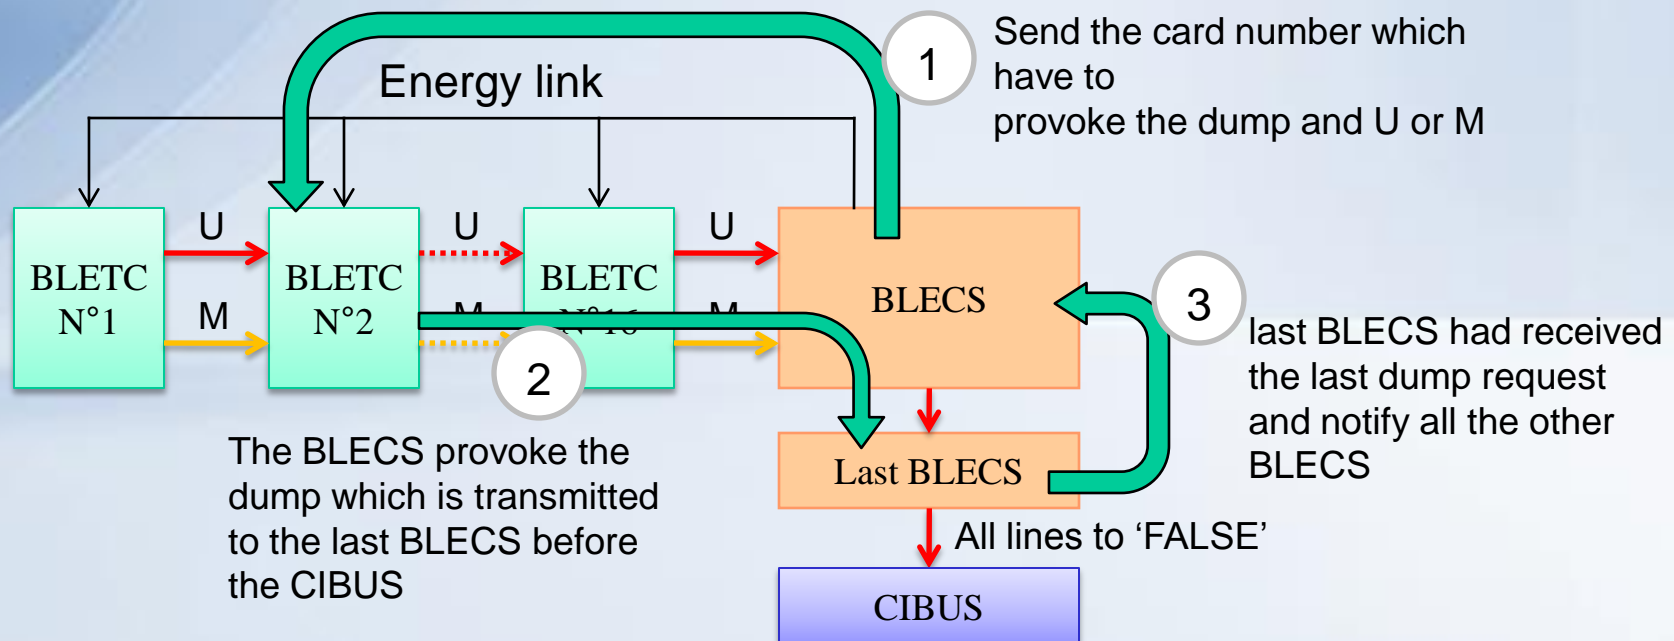 1
Send the card number which
have to
provoke the dump and U or M
Energy link
U
U
U
BLETC
N°1
BLETC
N°2
BLETC
N°16
BLECS
M
M
M
3
last BLECS had received
the last dump request
and notify all the other
BLECS
2
The BLECS provoke the
dump which is transmitted
to the last BLECS before
the CIBUS
Last BLECS
All lines to ‘FALSE’
CIBUS